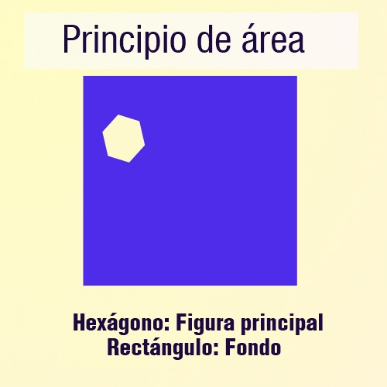 Principio de área
Hexágono: Figura principal
Rectángulo: Fondo